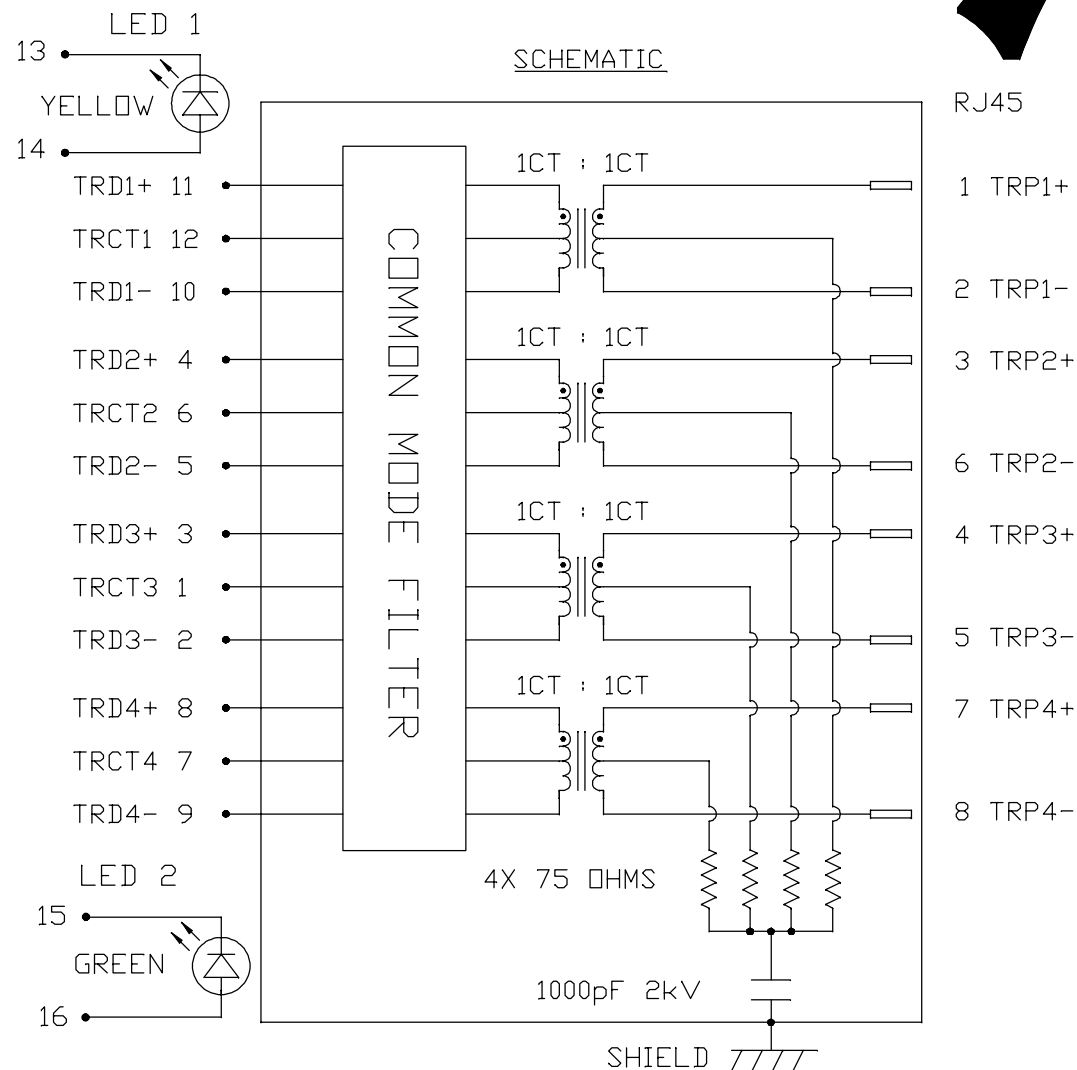 LED 1
13
SCHEMATIC
YELLOW
RJ45
14
1CT : 1CT
TRD1+ 11
1 TRP1+
TRCT1 12
TRD1- 10
2 TRP1-
1CT : 1CT
TRD2+ 4
3 TRP2+
TRCT2 6
TRD2- 5
6 TRP2-
COMMON MODE FILTER
1CT : 1CT
TRD3+ 3
4 TRP3+
TRCT3 1
TRD3- 2
5 TRP3-
1CT : 1CT
TRD4+ 8
7 TRP4+
TRCT4 7
TRD4- 9
8 TRP4-
LED 2
4X 75 OHMS
15
GREEN
1000pF 2kV
16
SHIELD